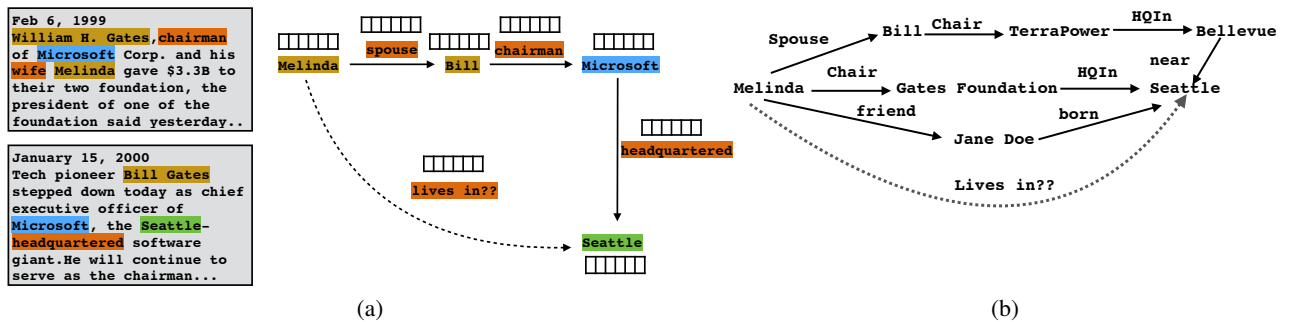 Feb 6, 1999
William H. Gates,chairman
of Microsoft Corp. and his
wife Melinda gave $3.3B to
their two foundation, the
president of one of the
foundation said yesterday..
January 15, 2000
Tech pioneer Bill Gates
stepped down today as chief
executive officer of
Microsoft, the Seattle-
headquartered software
giant.He will continue to
serve as the chairman...
spouse
chairman
Melinda
Bill
Microsoft
headquartered
lives in??
Seattle
(a)
Spouse
Bill
Chair
TerraPower
HQIn
Bellevue
near
Melinda
Chair
Gates Foundation
HQIn
Seattle
friend
Jane Doe
born
Lives in??
(b)